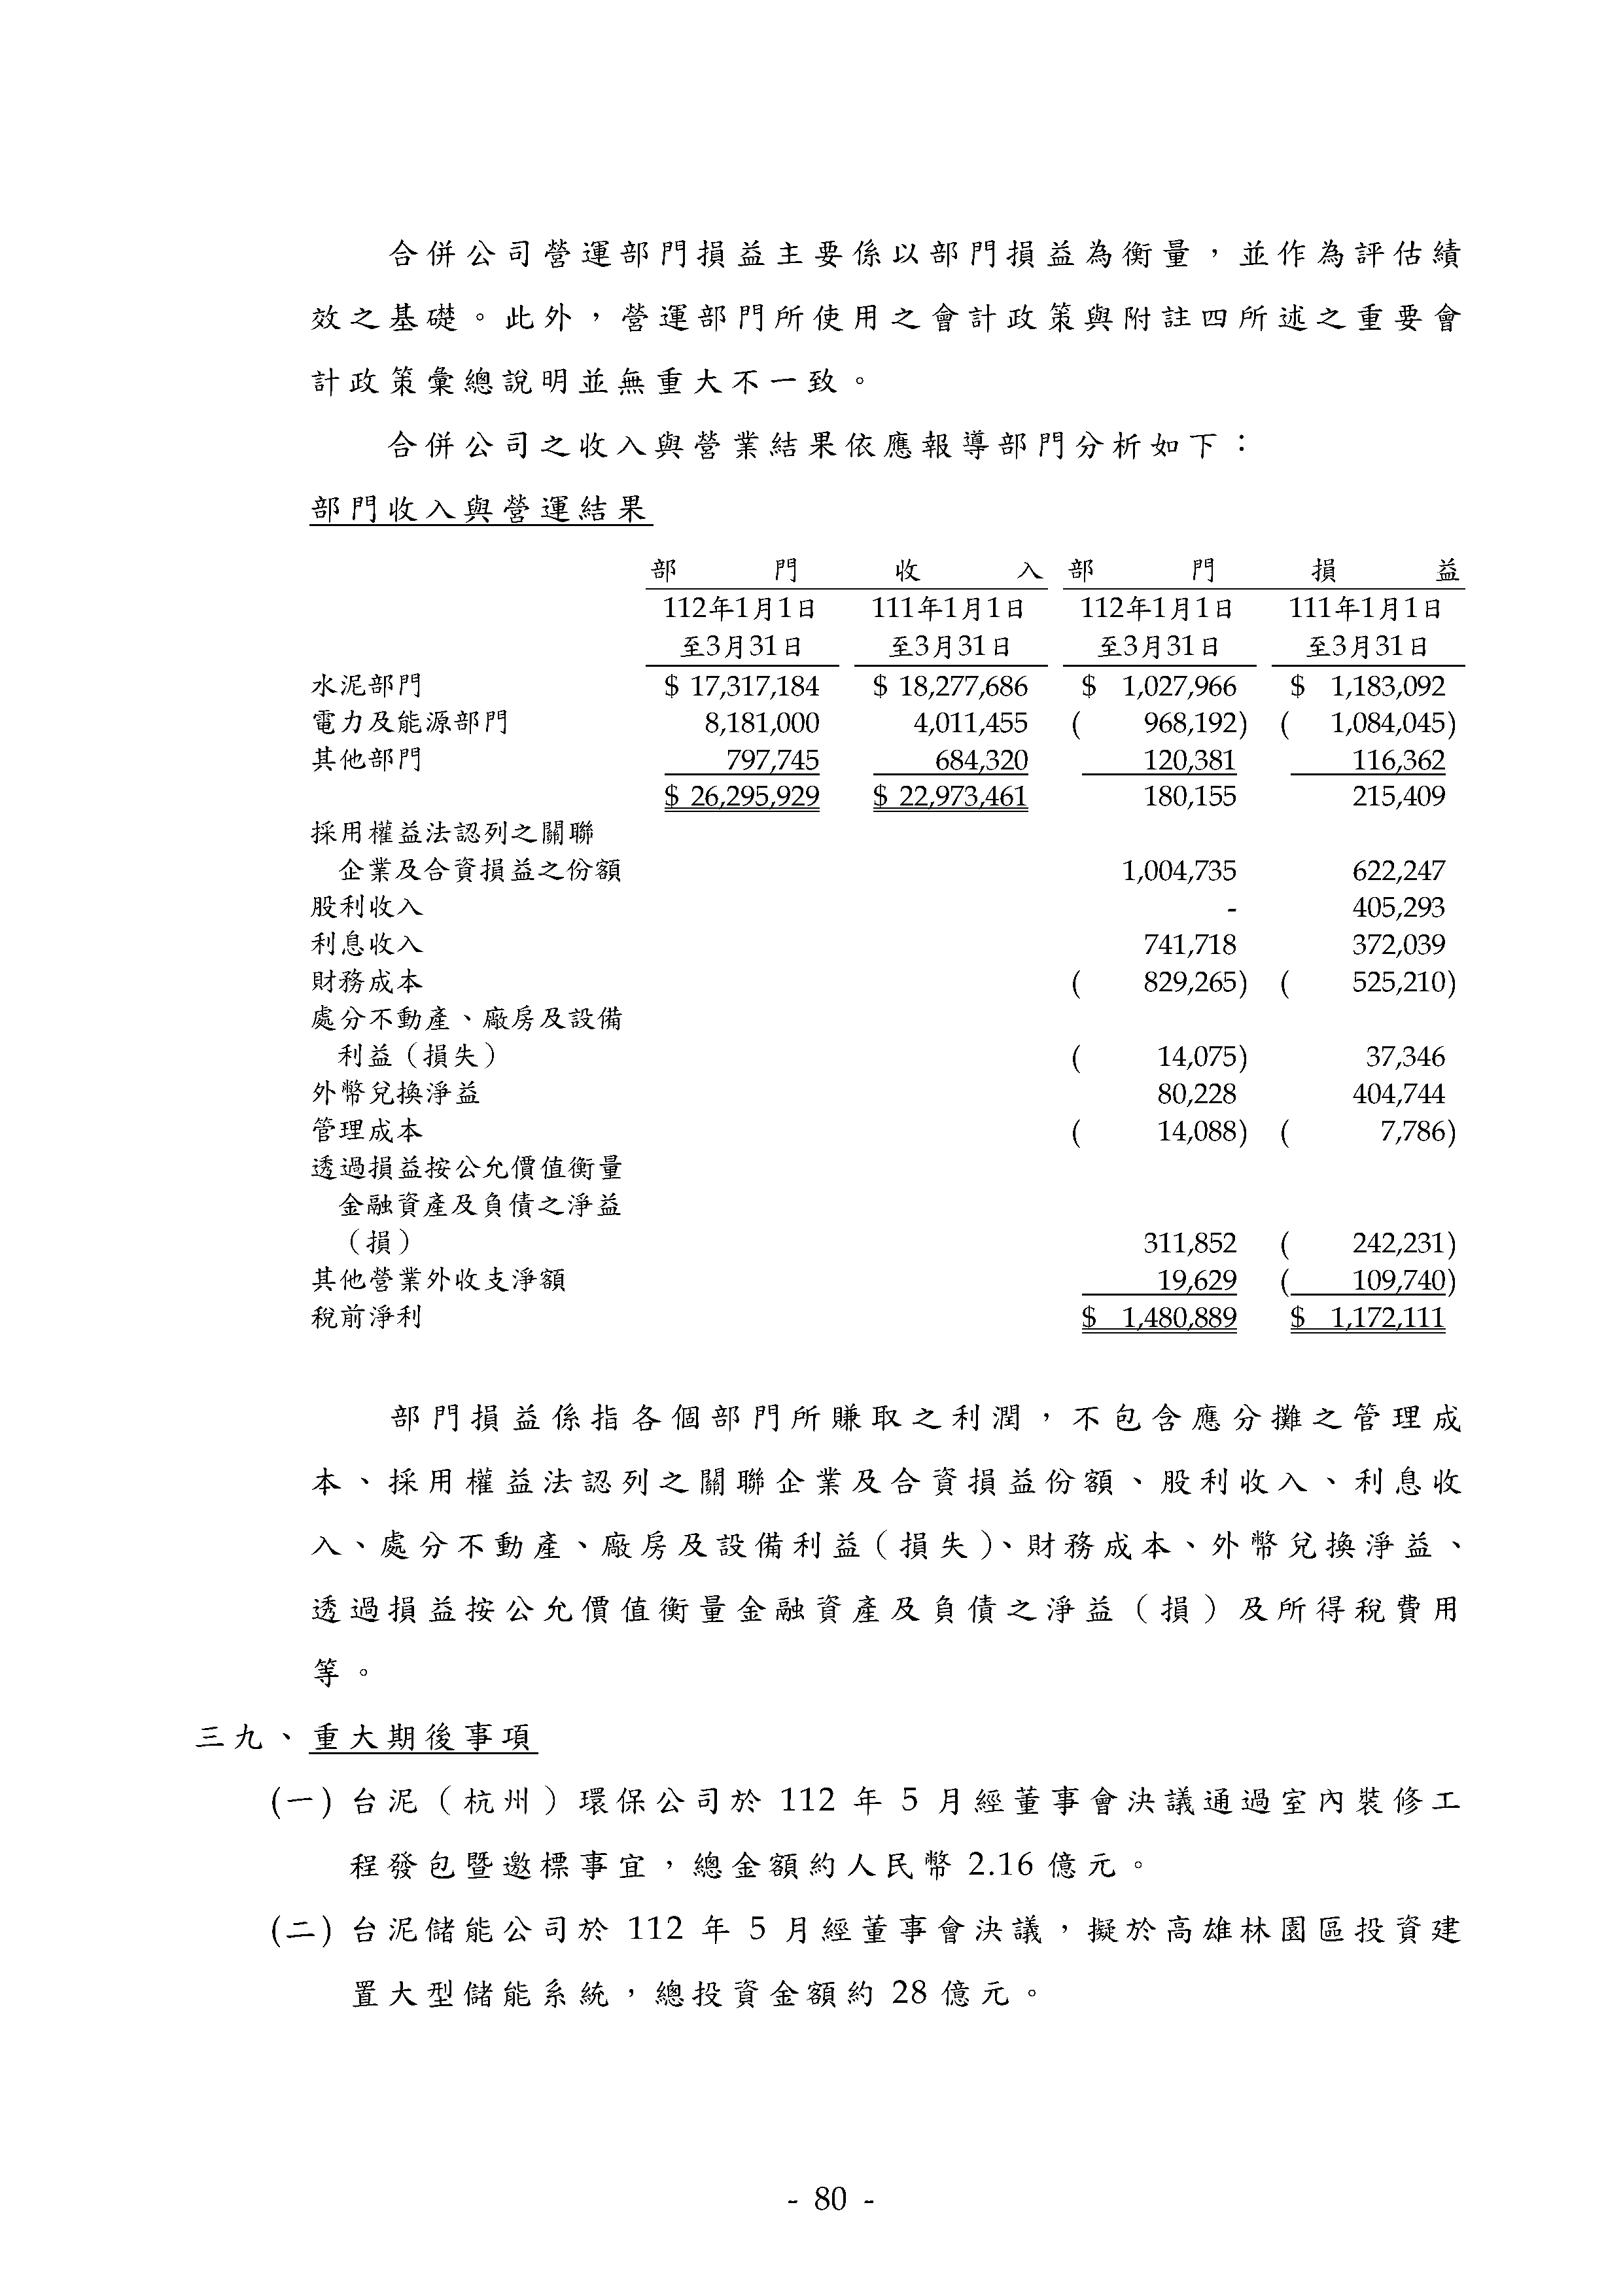 合併公司營運部門損益主要係以部門損益為衡量，並作為評估績
效之基礎。此外，營運部門所使用之會計政策與附註四所述之重要會
計政策彙總說明並無重大不一致。
合併公司之收入與營業結果依應報導部門分析如下：
部門收入與營運結果
部門收入 部門損益
112年1月1日 111年1月1日 112年1月1日 111年1月1日
至3月31日 至3月31日 至3月31日 至3月31日
水泥部門 $ 17,317,184 $ 18,277,686 $ 1,027,966 $ 1,183,092
電力及能源部門 8,181,000 4,011,455 ( 968,192) ( 1,084,045)
其他部門 797,745 684,320 120,381 116,362
$ 26,295,929 $ 22,973,461 180,155 215,409
採用權益法認列之關聯
企業及合資損益之份額 1,004,735 622,247
股利收入 - 405,293
利息收入 741,718 372,039
財務成本 ( 829,265) ( 525,210)
處分不動產、廠房及設備
利益（損失） ( 14,075) 37,346
外幣兌換淨益 80,228 404,744
管理成本 ( 14,088) ( 7,786)
透過損益按公允價值衡量
金融資產及負債之淨益
（損） 311,852 ( 242,231)
其他營業外收支淨額 19,629 ( 109,740)
稅前淨利 $ 1,480,889 $ 1,172,111
部門損益係指各個部門所賺取之利潤，不包含應分攤之管理成
本、採用權益法認列之關聯企業及合資損益份額、股利收入、利息收
入、處分不動產、廠房及設備利益（損失）、財務成本、外幣兌換淨益、
透過損益按公允價值衡量金融資產及負債之淨益（損）及所得稅費用
等。
三九、重大期後事項
(一) 台泥（杭州）環保公司於 112 年 5 月經董事會決議通過室內裝修工
程發包暨邀標事宜，總金額約人民幣 2.16 億元。
(二) 台泥儲能公司於 112 年 5 月經董事會決議，擬於高雄林園區投資建
置大型儲能系統，總投資金額約 28 億元。
- 80 -